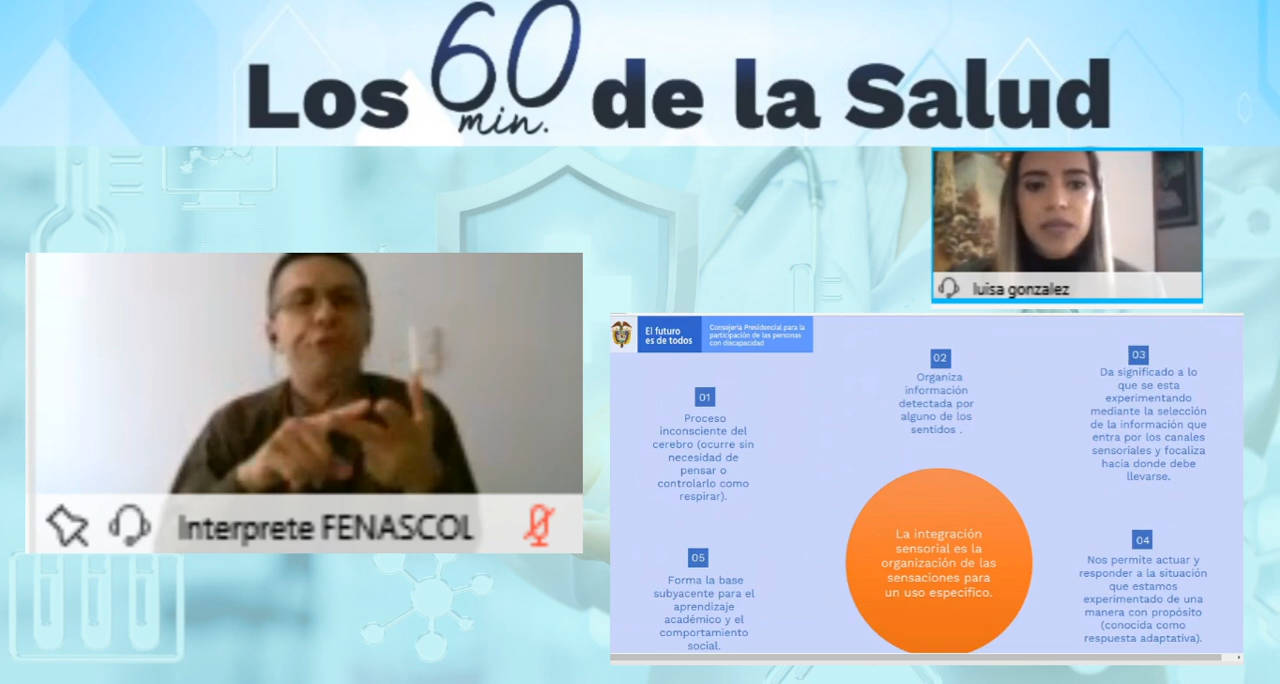 Los 60 min. de la Salud
luisa gonzalez
Interprete FENASCOL
El futuro
es de todos
Consejería Presidencial para la
participación de las personas
con discapacidad
01
Proceso
inconsciente del
cerebro (ocurre sin
necesidad de
pensar o
controlarlo como
respirar).
02
Organiza
información
detectada por
alguno de los
sentidos .
03
Da significado a lo
que se esta
experimentando
mediante la selección
de la información que
entra por los canales
sensoriales y focaliza
hacia donde debe
llevarse.
La integración
sensorial es la
organización de las
sensaciones para
un uso específico.
04
Nos permite actuar y
responder a la situación
que estamos
experimentado de una
manera con propósito
(conocida como
respuesta adaptativa).
05
Forma la base
subyacente para el
aprendizaje
académico y el
comportamiento
social.